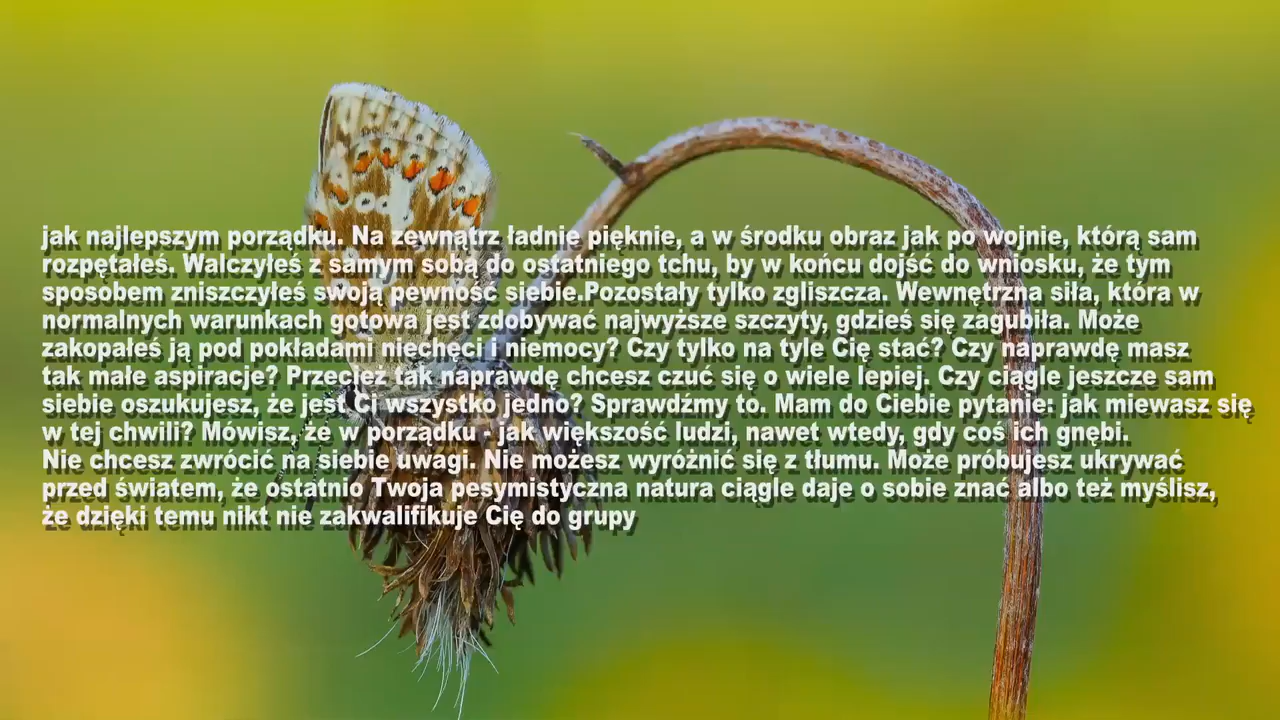 jak najlepszym porządku. Na zewnątrz ładnie pięknie, a w środku obraz jak po wojnie, którą sam
rozpętałeś. Walczyłeś z samym sobą do ostatniego tchu, by w końcu dojść do wniosku, że tym
sposobem zniszczyłeś swoją pewność siebie.Pozostały tylko zgliszcza. Wewnętrzna siła, która w
normalnych warunkach gotowa jest zdobywać najwyższe szczyty, gdzieś się zagubiła. Może
zakopałeś ją pod pokładami niechęci i niemocy? Czy tylko na tyle Cię stać? Czy naprawdę masz
tak małe aspiracje? Przecież tak naprawdę chcesz czuć się o wiele lepiej. Czy ciągle jeszcze sam
siebie oszukujesz, że jest Ci wszystko jedno? Sprawdźmy to. Mam do Ciebie pytanie: jak miewasz się
w tej chwili? Mówisz, że w porządku - jak większość ludzi, nawet wtedy, gdy coś ich gnębi.
Nie chcesz zwrócić na siebie uwagi. Nie możesz wyróżnić się z tłumu. Może próbujesz ukrywać
przed światem, że ostatnio Twoja pesymistyczna natura ciągle daje o sobie znać albo też myślisz,
że dzięki temu nikt nie zakwalifikuje Cię do grupy